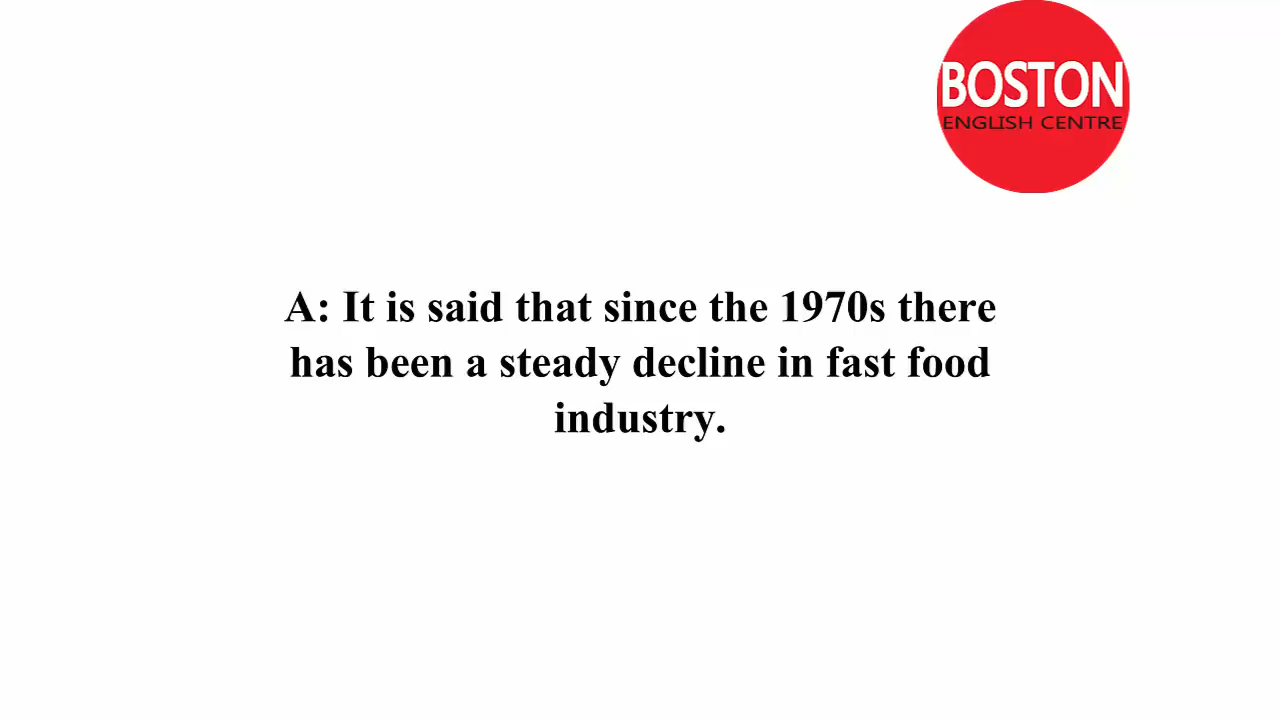 BOSTON
ENGLISH CENTRE
A: It is said that since the 1970s there
has been a steady decline in fast food
industry.